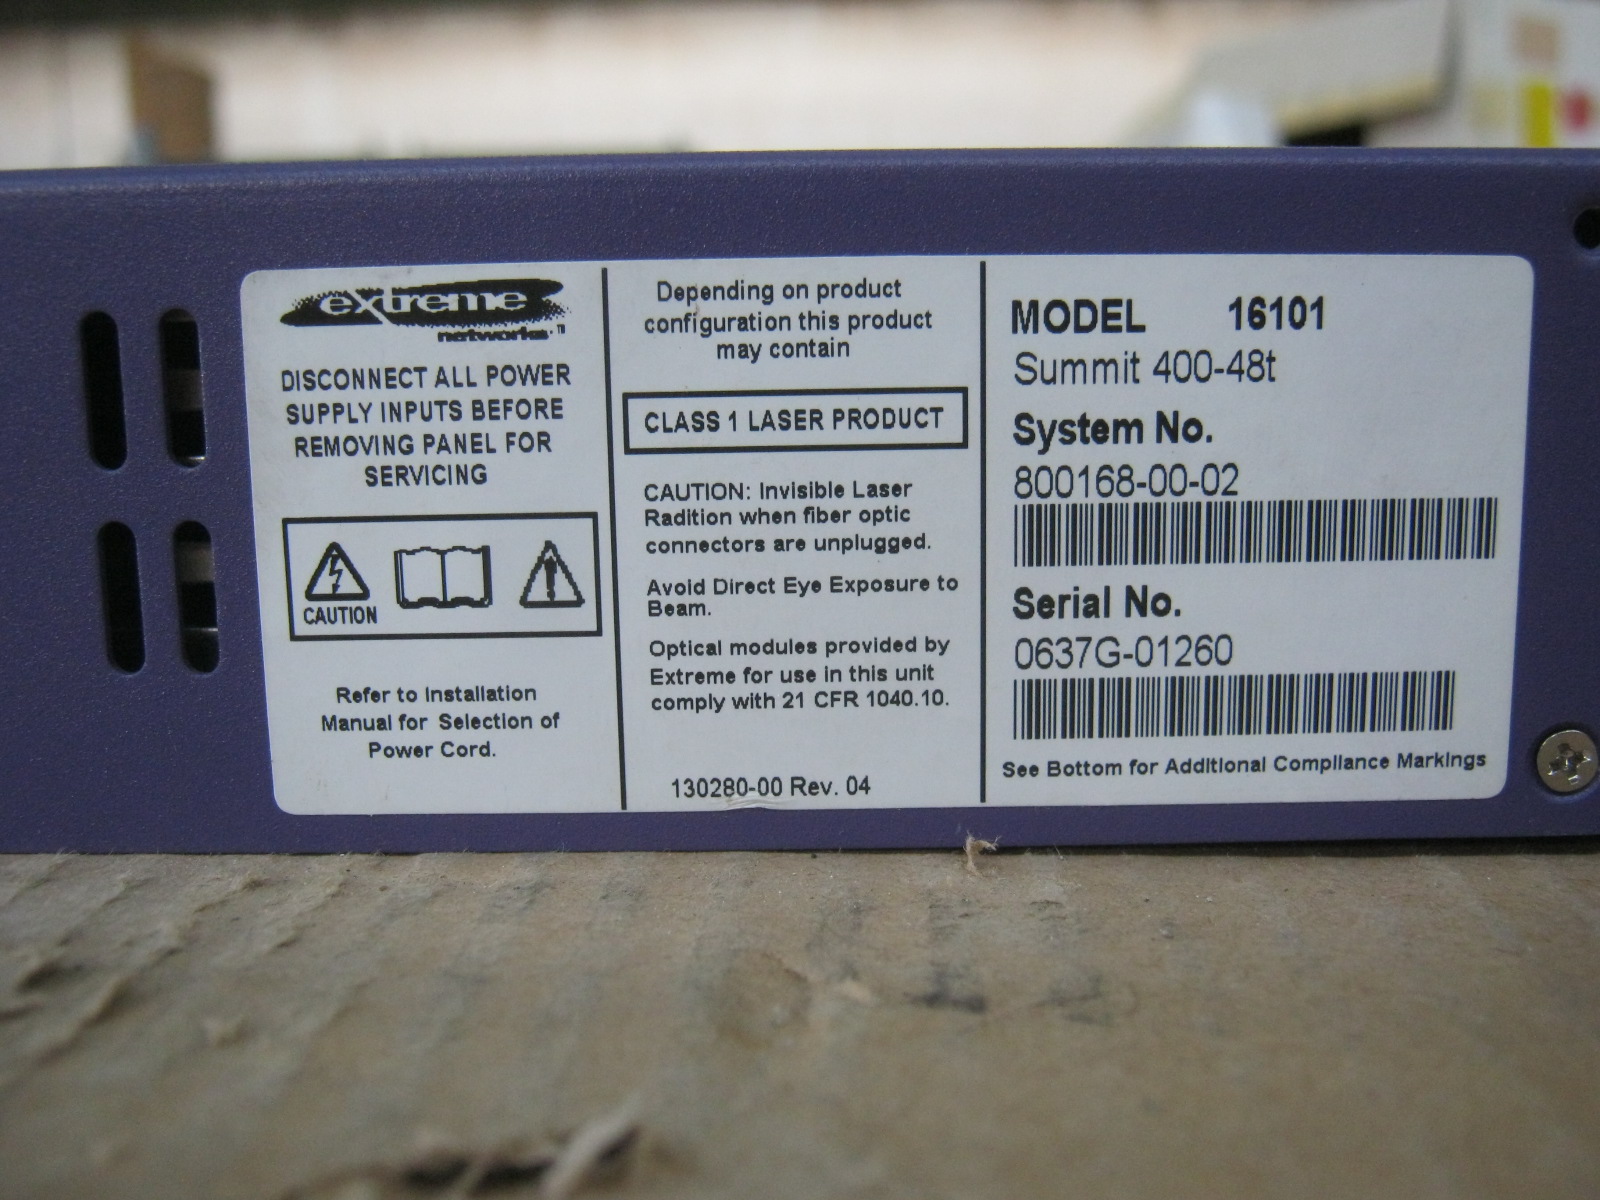 extreme
networks™
DISCONNECT ALL POWER
SUPPLY INPUTS BEFORE
REMOVING PANEL FOR
SERVICING
CAUTION
Refer to Installation
Manual for Selection of
Power Cord.
Depending on product
configuration this product
may contain
CLASS 1 LASER PRODUCT
CAUTION: Invisible Laser
Radition when fiber optic
connectors are unplugged.
Avoid Direct Eye Exposure to
Beam.
Optical modules provided by
Extreme for use in this unit
comply with 21 CFR 1040.10.
130280-00 Rev. 04
MODEL 16101
Summit 400-48t
System No.
800168-00-02
Serial No.
0637G-01260
See Bottom for Additional Compliance Markings